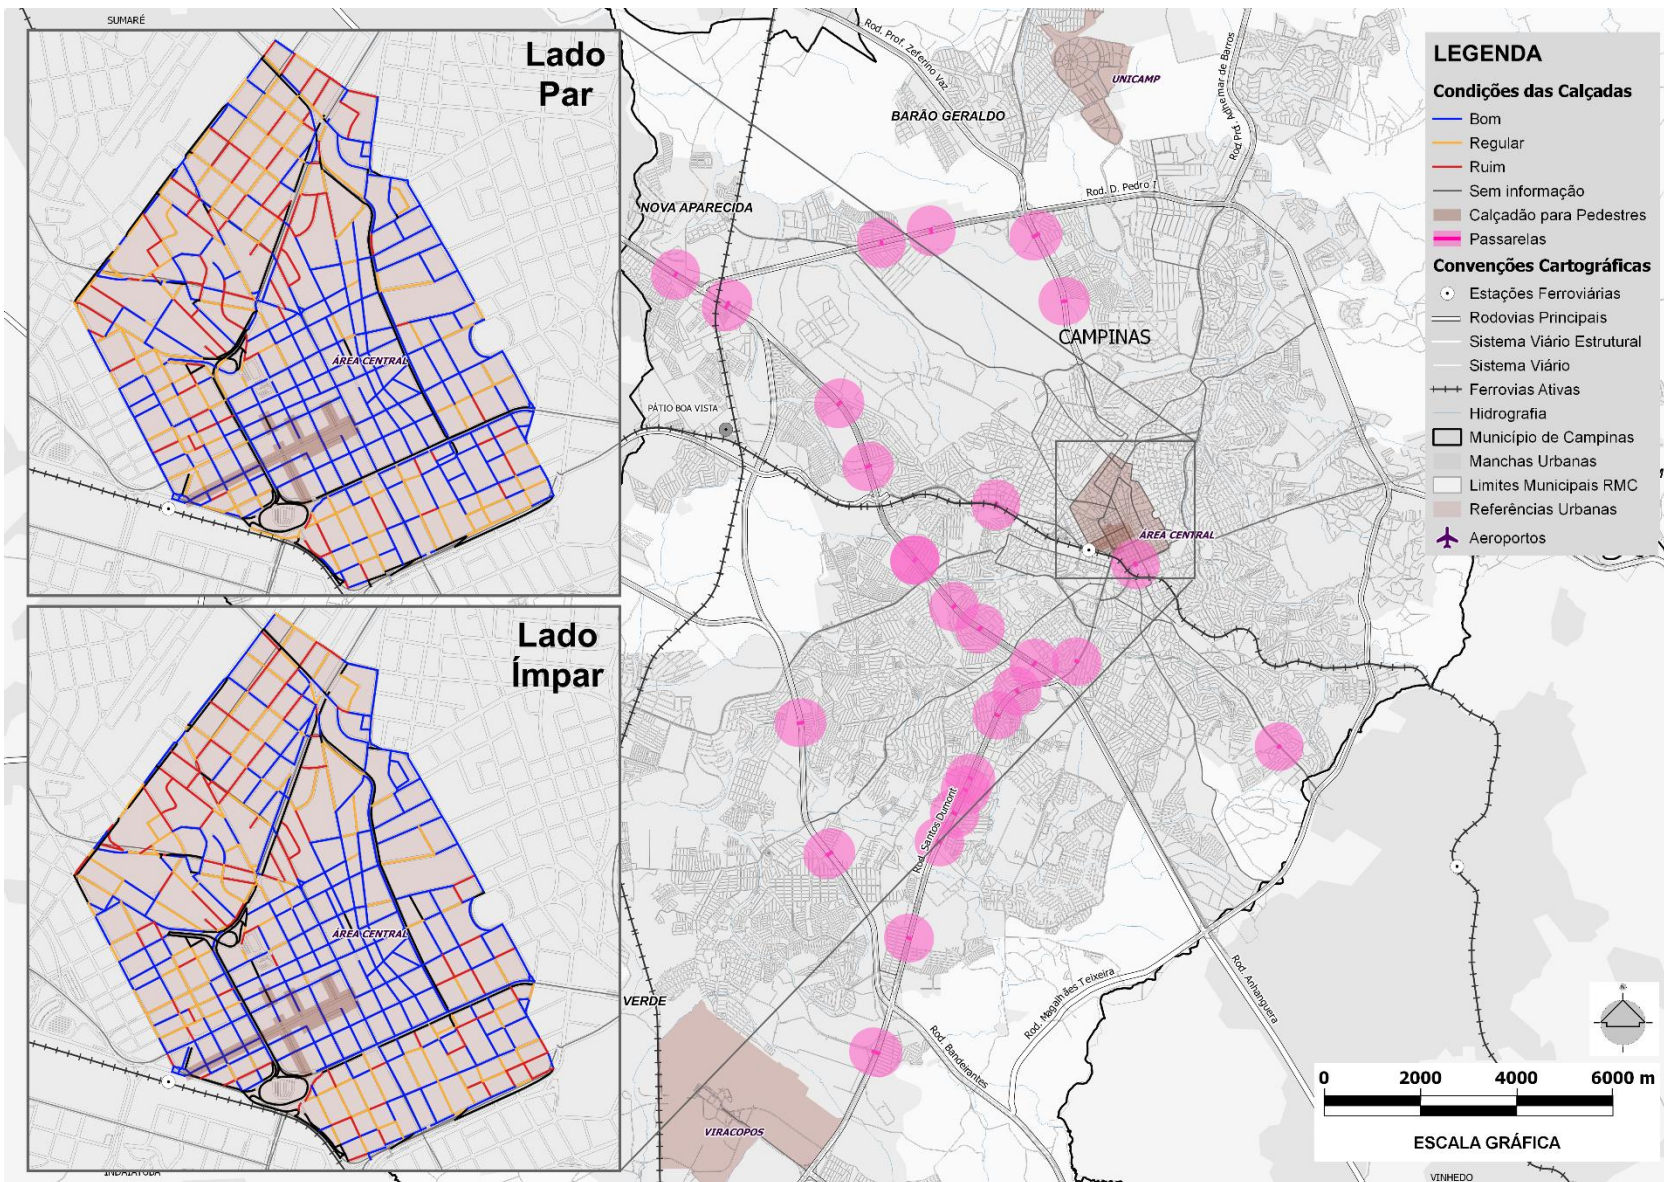 SUMARÉ
Lado
Par
ÁREA CENTRAL
Lado
Ímpar
ÁREA CENTRAL
Rod. Prof. Zeferino Vaz
UNICAMP
BARÃO GERALDO
Rod. Prd. Adhemar de Barros
Rod. D. Pedro I
NOVA APARECIDA
CAMPINAS
PÁTIO BOA VISTA
ÁREA CENTRAL
Rod. Santos Dumont
VERDE
Rod. Magalhães Teixeira
Rod. Anhanguera
Rod. Bandeirantes
VIRACOPOS
INDAIATUBA
VINHEDO
LEGENDA
Condições das Calçadas
Bom
Regular
Ruim
Sem informação
Calçadão para Pedestres
Passarelas
Convenções Cartográficas
Estações Ferroviárias
Rodovias Principais
Sistema Viário Estrutural
Sistema Viário
Ferrovias Ativas
Hidrografia
Município de Campinas
Manchas Urbanas
Limites Municipais RMC
Referências Urbanas
Aeroportos
0 2000 4000 6000 m
ESCALA GRÁFICA